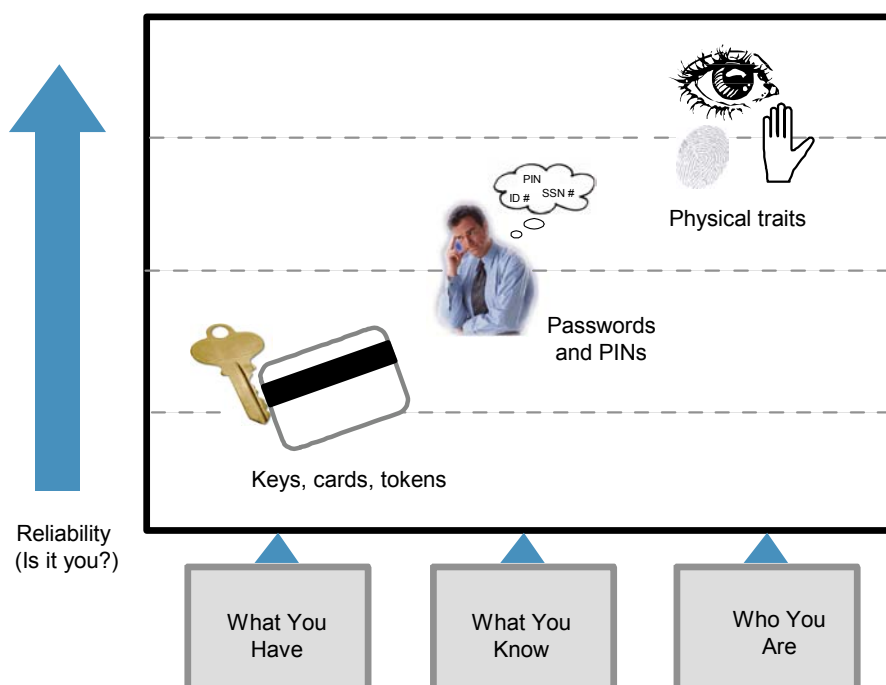 PIN
ID # SSN #
Physical traits
Passwords
and PINs
Keys, cards, tokens
Reliability
(Is it you?)
What You
Have
What You
Know
Who You
Are